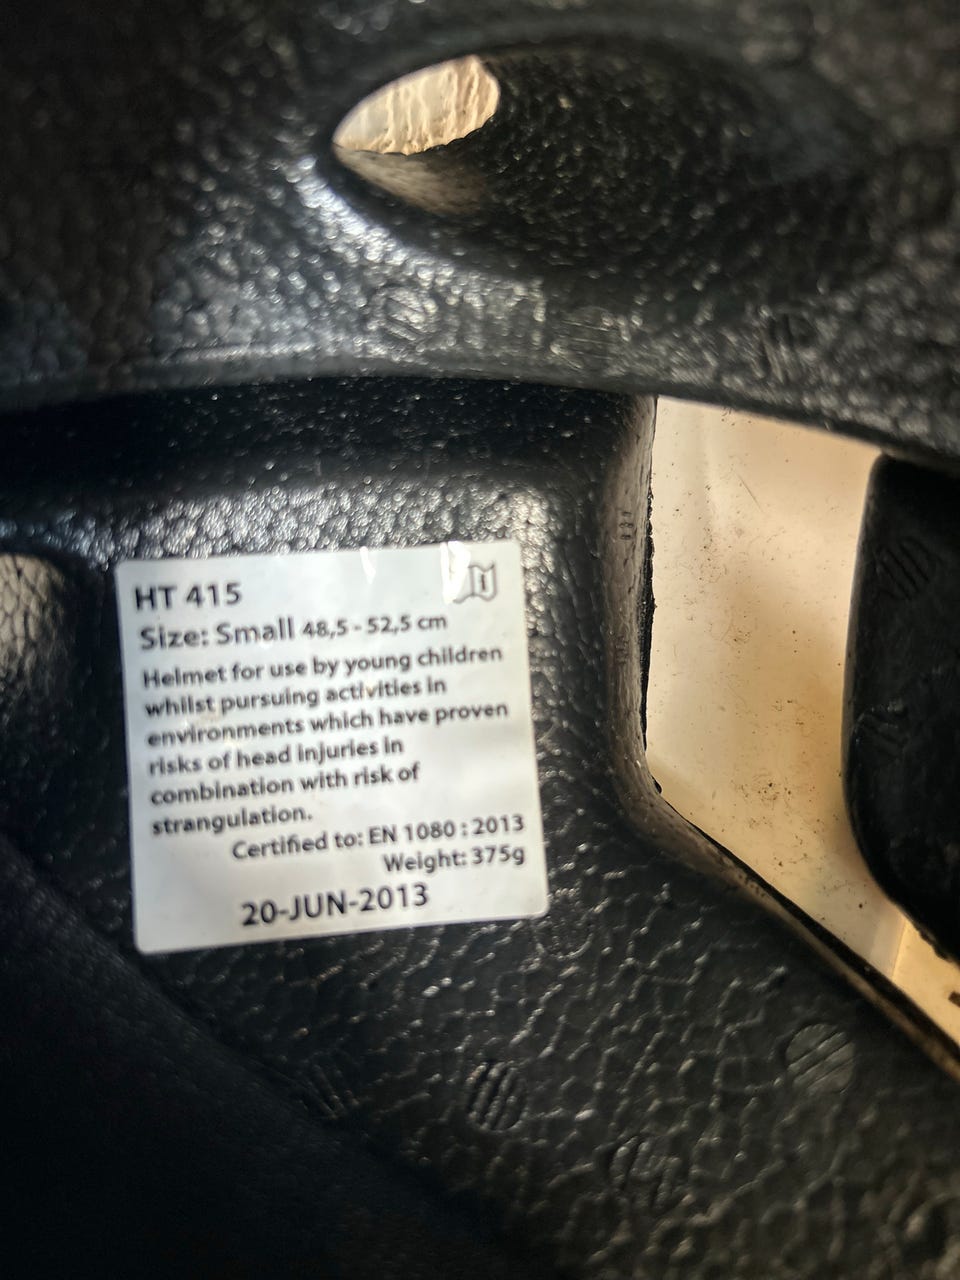 HT 415
Size: Small 48,5 - 52,5 cm
Helmet for use by young children
whilst pursuing activities in
environments which have proven
risks of head injuries in
combination with risk of
strangulation.
Certified to: EN 1080 : 2013
Weight: 375g
20-JUN-2013